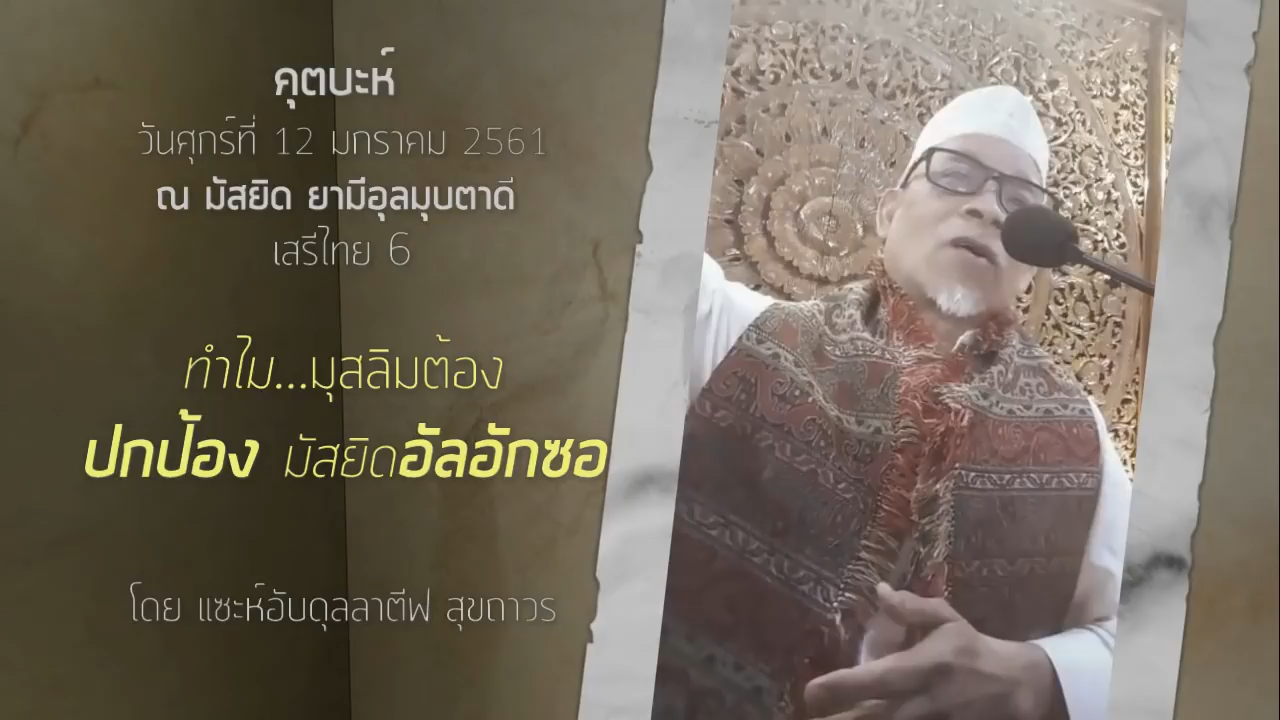 คุตบะห์
วันศุกร์ที่ 12 มกราคม 2561
ณ มัสยิด ยามีอุลมุบตาดี
เสรีไทย 6
ทำไม...มุสลิมต้อง
ปกป้อง มัสยิดอัลอักซอ
โดย แซะห์อับดุลลาตีฟ สุขถาวร